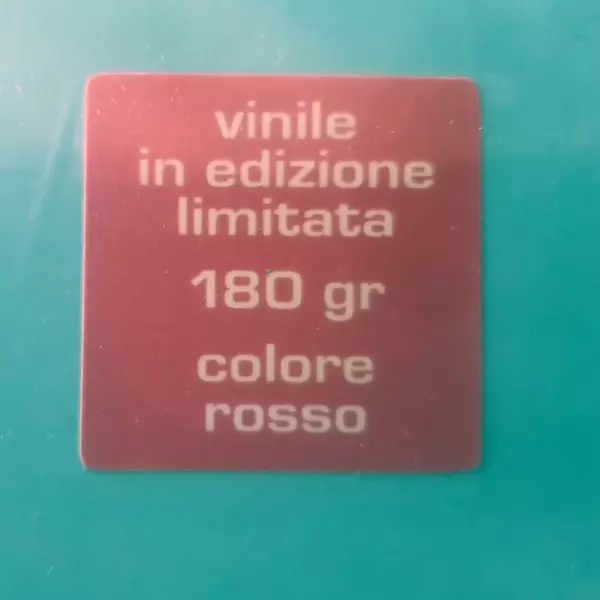 vinile
in edizione
limitata
180 gr
colore
rosso